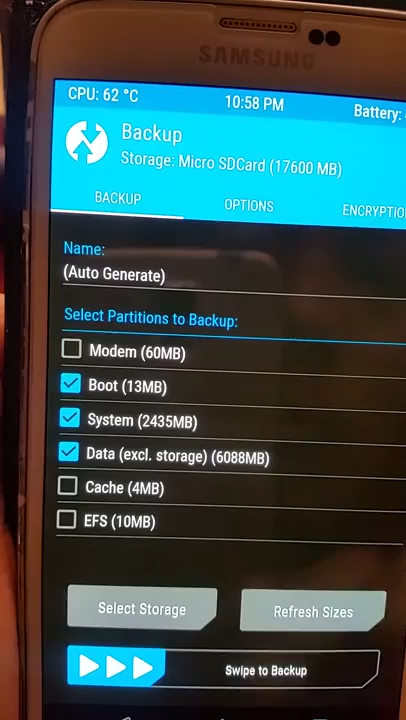 SAMSUNG
CPU: 62 °C
10:58 PM
Battery:
Backup
Storage: Micro SDCard (17600 MB)
BACKUP
OPTIONS
ENCRYPTIO
Name:
(Auto Generate)
Select Partitions to Backup:
Modem (60MB)
Boot (13MB)
System (2435MB)
Data (excl. storage) (6088MB)
Cache (4MB)
EFS (10MB)
Select Storage
Refresh Sizes
Swipe to Backup